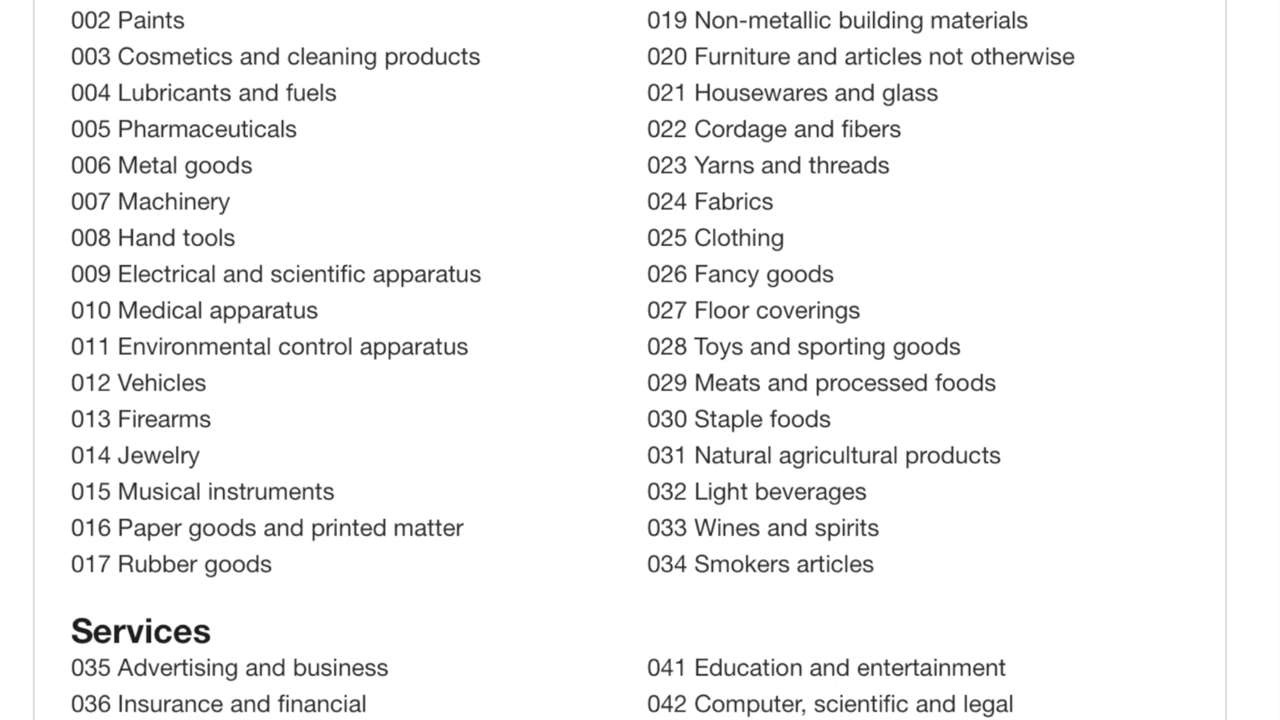 002 Paints
003 Cosmetics and cleaning products
004 Lubricants and fuels
005 Pharmaceuticals
006 Metal goods
007 Machinery
008 Hand tools
009 Electrical and scientific apparatus
010 Medical apparatus
011 Environmental control apparatus
012 Vehicles
013 Firearms
014 Jewelry
015 Musical instruments
016 Paper goods and printed matter
017 Rubber goods
019 Non-metallic building materials
020 Furniture and articles not otherwise
021 Housewares and glass
022 Cordage and fibers
023 Yarns and threads
024 Fabrics
025 Clothing
026 Fancy goods
027 Floor coverings
028 Toys and sporting goods
029 Meats and processed foods
030 Staple foods
031 Natural agricultural products
032 Light beverages
033 Wines and spirits
034 Smokers articles
Services
035 Advertising and business
036 Insurance and financial
041 Education and entertainment
042 Computer, scientific and legal